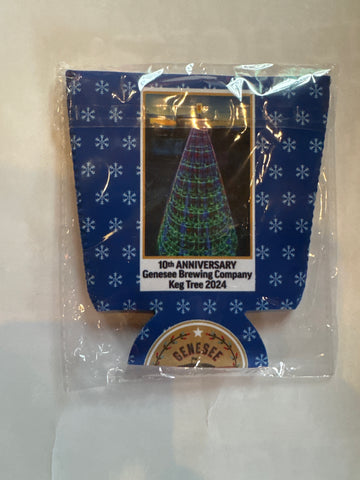 10th ANNIVERSARY
Genesee Brewing Company
Keg Tree 2024
GENESEE